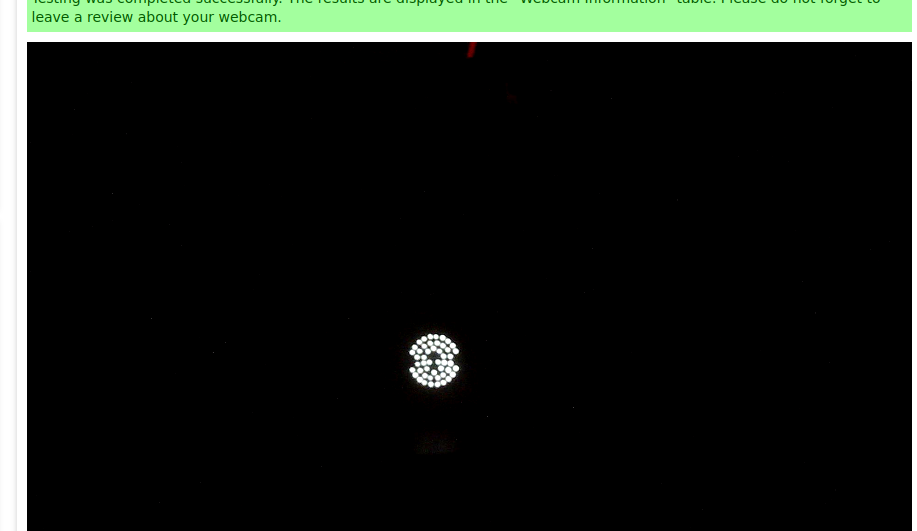 Testing was completed successfully. The results are displayed in the "Webcam Information" table. Please do not forget to
leave a review about your webcam.